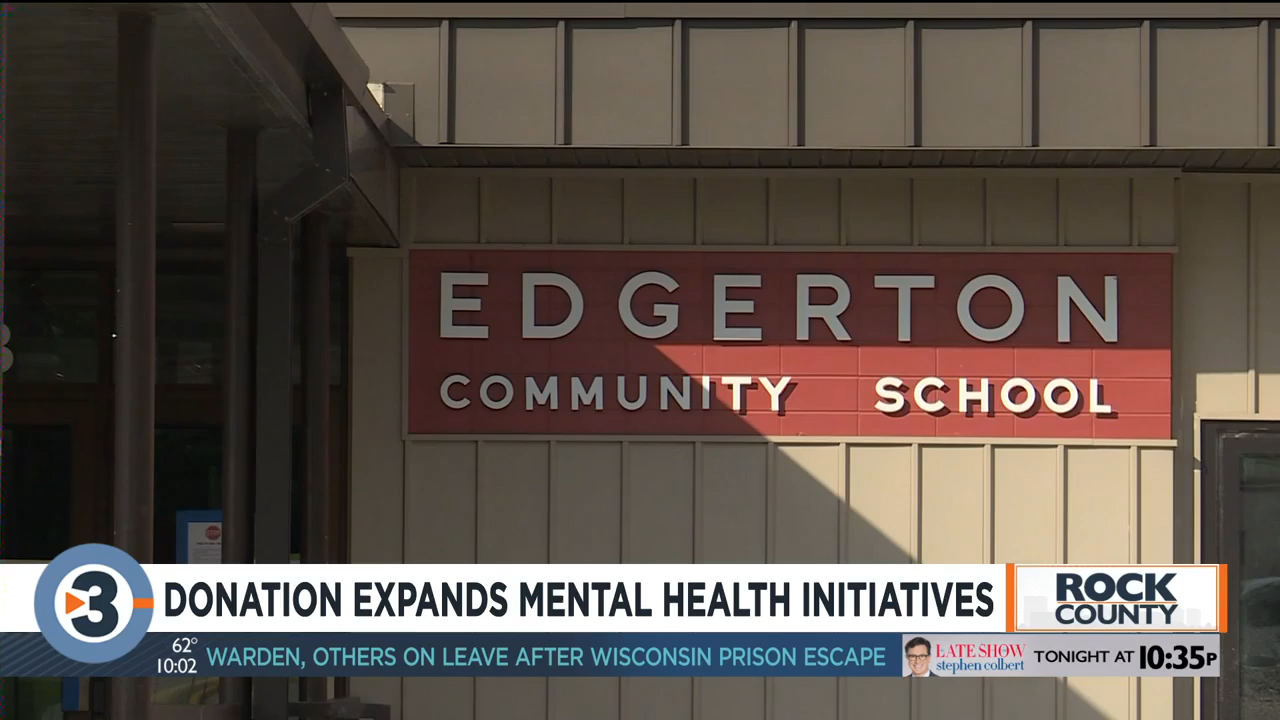 EDGERTON
COMMUNITY SCHOOL
3
DONATION EXPANDS MENTAL HEALTH INITIATIVES
ROCK
COUNTY
62°
10:02
WARDEN, OTHERS ON LEAVE AFTER WISCONSIN PRISON ESCAPE
LATE SHOW
stephen colbert
TONIGHT AT 10:35P